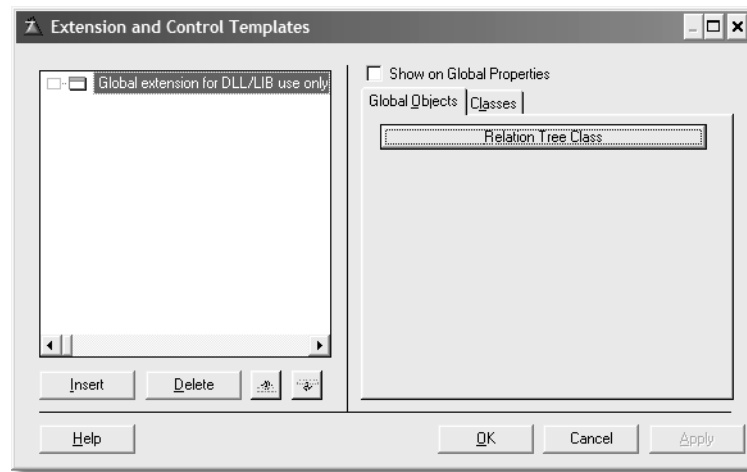 Extension and Control Templates
Global extension for DLL/LIB use only
Show on Global Properties
Global Objects Classes
Relation Tree Class
Insert Delete
Help OK Cancel Apply